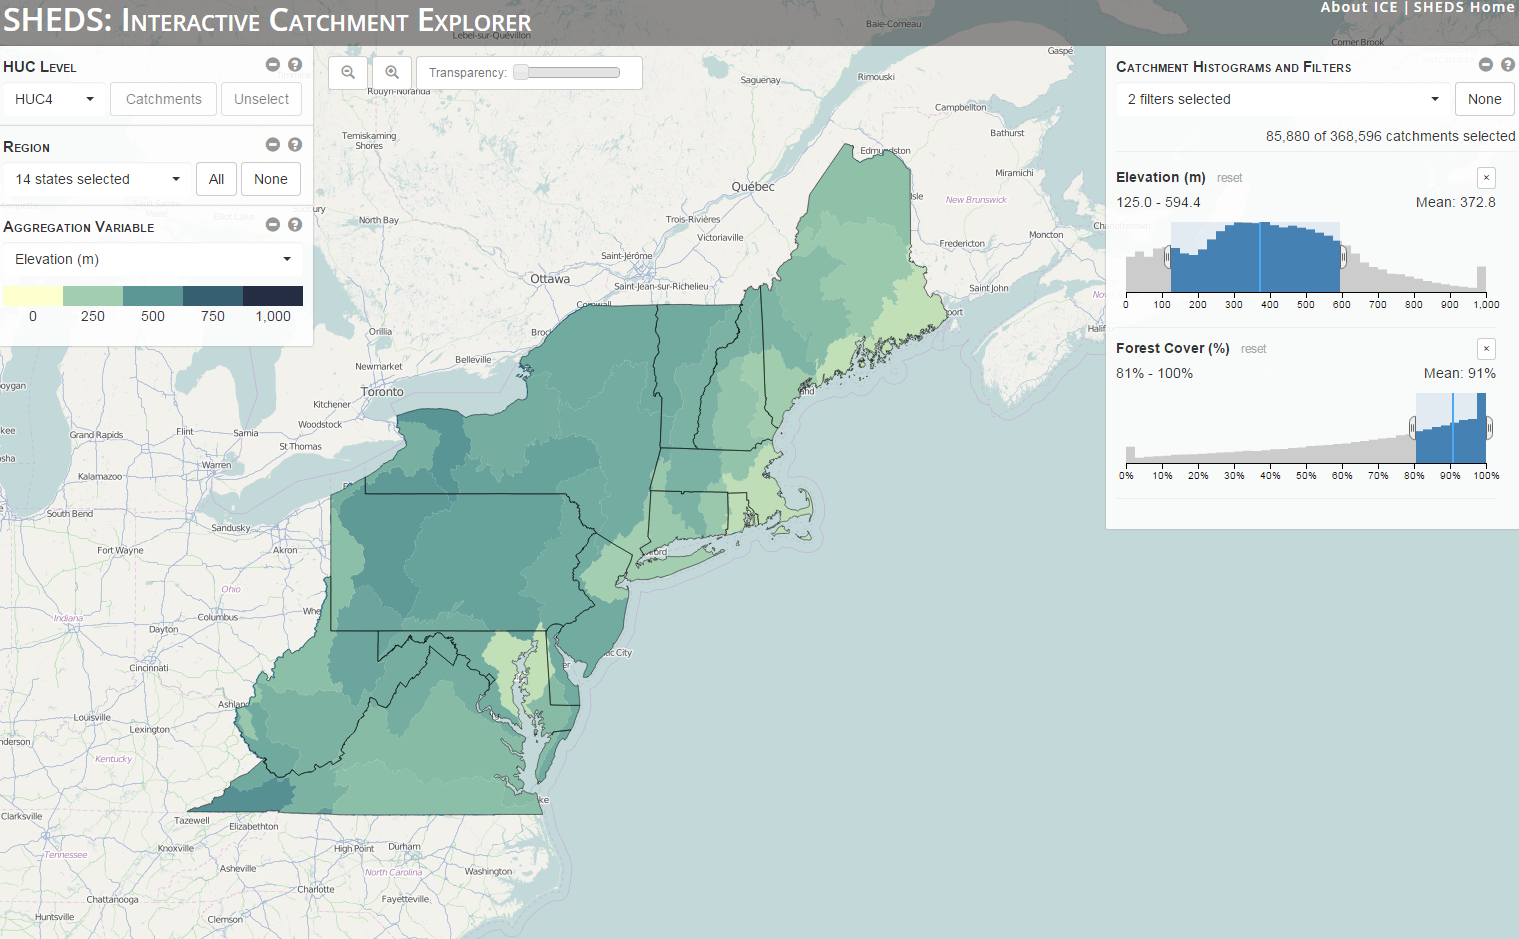 SHEDS: Interactive Catchment Explorer
About ICE | SHEDS Home
HUC Level
HUC4
Catchments
Unselect
Region
14 states selected
All
None
Aggregation Variable
Elevation (m)
0 250 500 750 1,000
Transparency:
Catchment Histograms and Filters
2 filters selected
None
85,880 of 368,596 catchments selected
Elevation (m) reset
×
125.0 - 594.4
Mean: 372.8
0 100 200 300 400 500 600 700 800 900 1,000
Forest Cover (%) reset
×
81% - 100%
Mean: 91%
0% 10% 20% 30% 40% 50% 60% 70% 80% 90% 100%
Baie-Comeau
Lebel-sur-Quévillon
Corner Brook
Gaspé
Rimouski
Saguenay
Rouyn-Noranda
Campbellton
Bathurst
Temiskaming
Shores
Edmundston
Miramichi
Québec
New Brunswick
North Bay
Trois-Rivières
Victoriaville
Moncton
Fredericton
Saint-Jérôme
Ottawa
Saint-Jean-sur-Richelieu
Saint John
Cornwall
Orillia
Belleville
Newmarket
Toronto
Kitchener
Woodstock
Grand Rapids
Flint
Sarnia
St Thomas
Warren
Kalamazoo
South Bend
Sandusky
Fort Wayne
Akron
Ohio
Indiana
Columbus
Dayton
Cincinnati
Ashland
Louisville
Lexington
Kentucky
Clarksville
Tazewell
Elizabethton
Tennessee
Knoxville
High Point
Durham
Asheville
North Carolina
Washington
Charlotte
Chattanooga
Fayetteville
Huntsville
Clemson